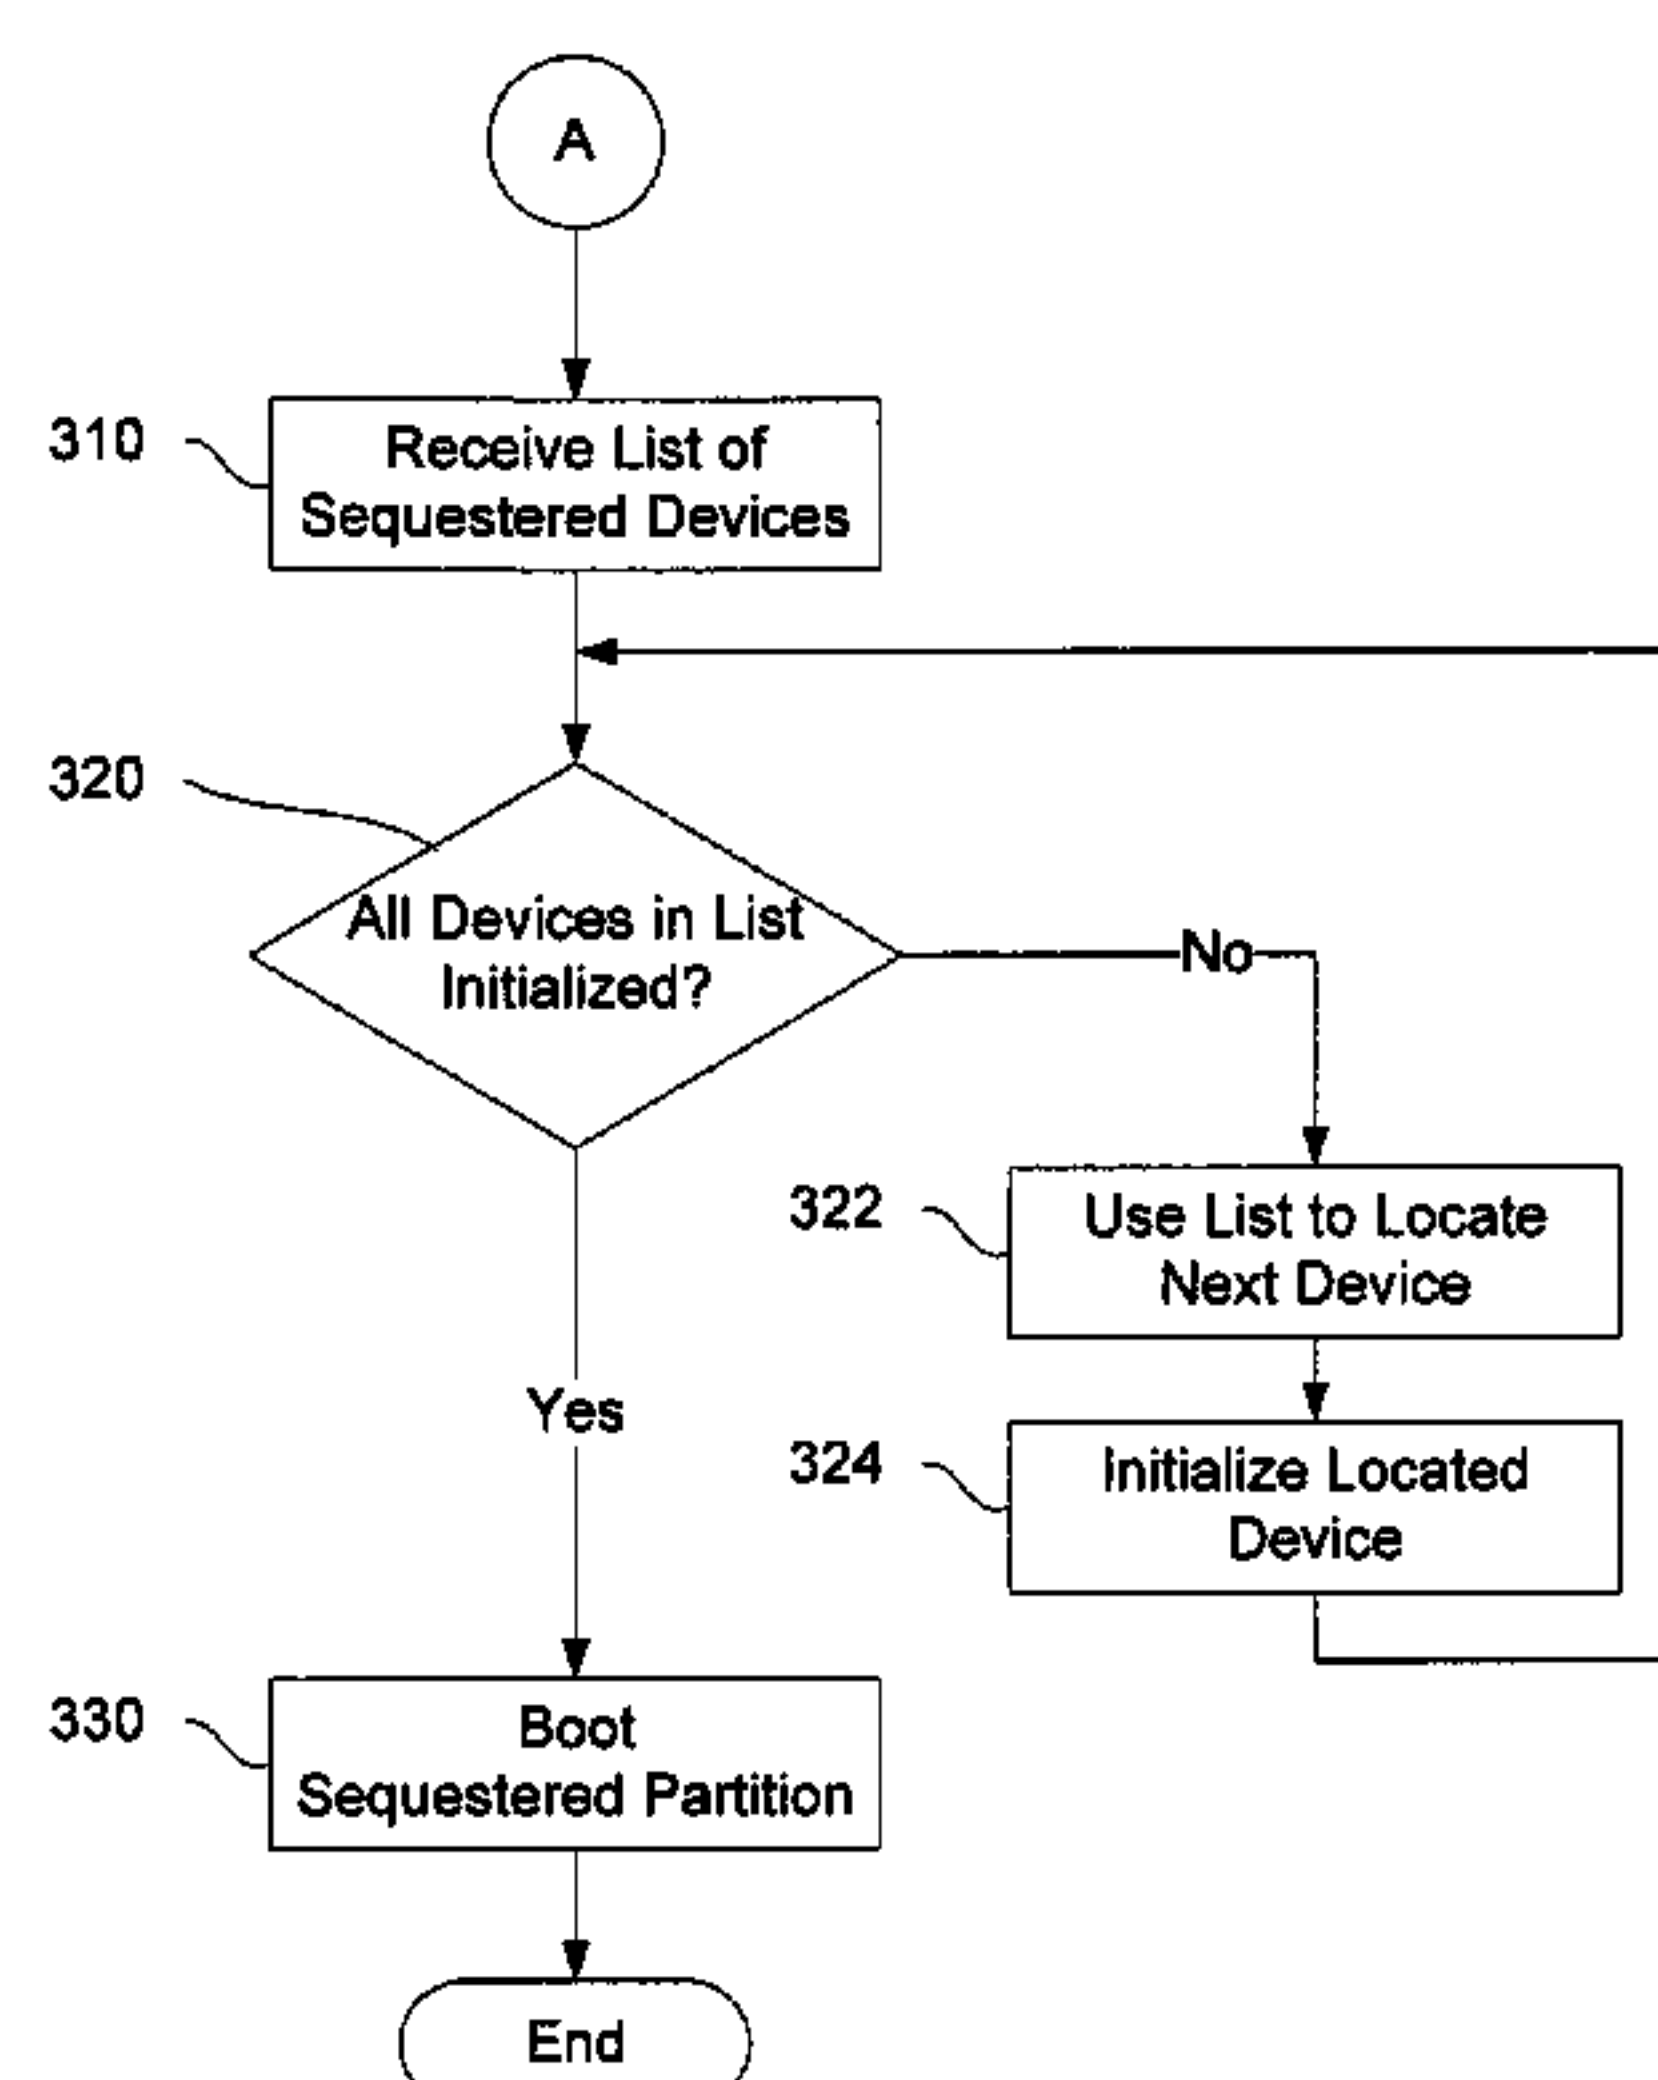 A
310
Receive List of
Sequestered Devices
320
All Devices in List
Initialized?
No
322
Use List to Locate
Next Device
Yes
324
Initialize Located
Device
330
Boot
Sequestered Partition
End